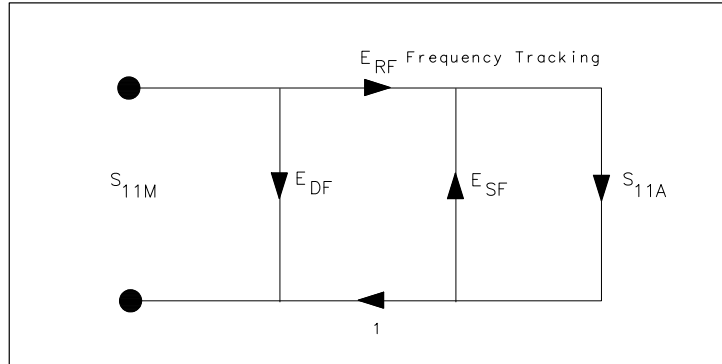 E_RF Frequency Tracking
S_11M
E_DF
E_SF
S_11A
1